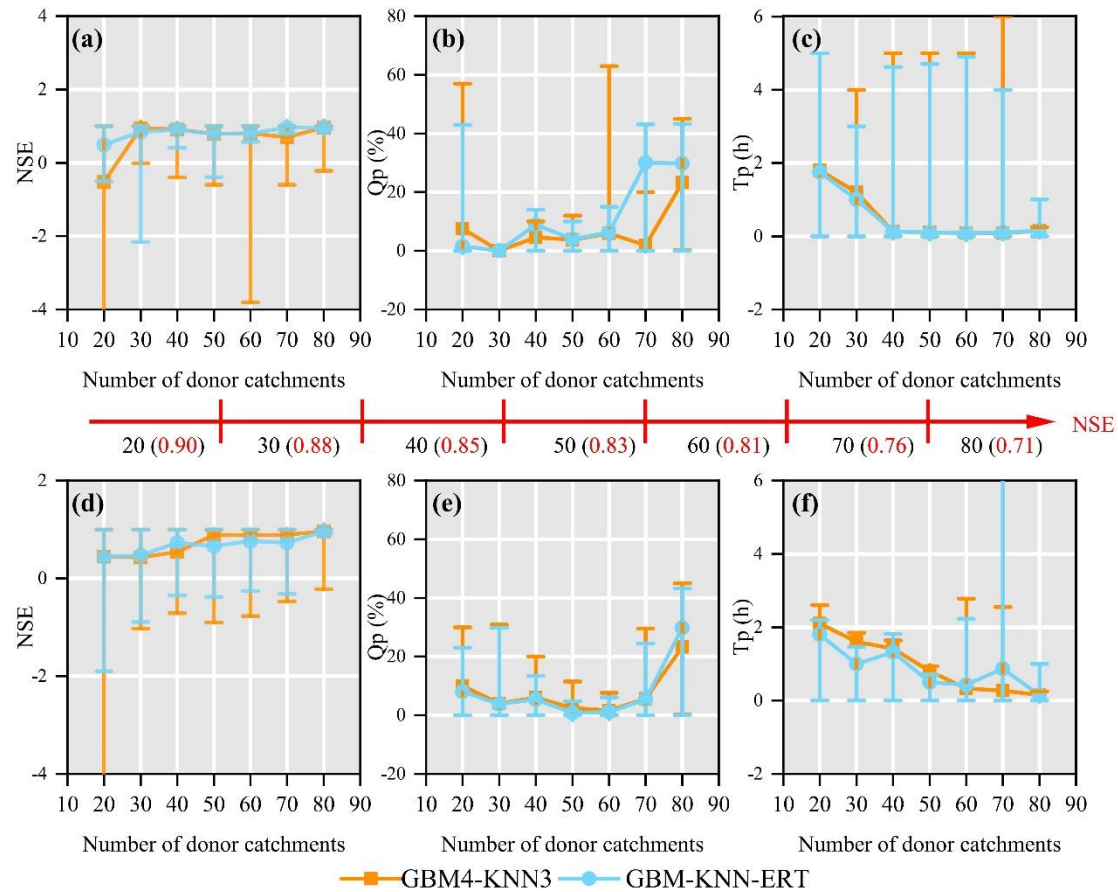 (a)
NSE
4
2
0
-2
-4
10 20 30 40 50 60 70 80 90
Number of donor catchments
(b)
Qp (%)
80
60
40
20
0
-20
10 20 30 40 50 60 70 80 90
Number of donor catchments
(c)
Tp (h)
6
4
2
0
-2
10 20 30 40 50 60 70 80 90
Number of donor catchments
20 (0.90) 30 (0.88) 40 (0.85) 50 (0.83) 60 (0.81) 70 (0.76) 80 (0.71) NSE
(d)
NSE
2
0
-2
-4
10 20 30 40 50 60 70 80 90
Number of donor catchments
(e)
Qp (%)
80
60
40
20
0
-20
10 20 30 40 50 60 70 80 90
Number of donor catchments
(f)
Tp (h)
6
4
2
0
-2
10 20 30 40 50 60 70 80 90
Number of donor catchments
GBM4-KNN3 GBM-KNN-ERT